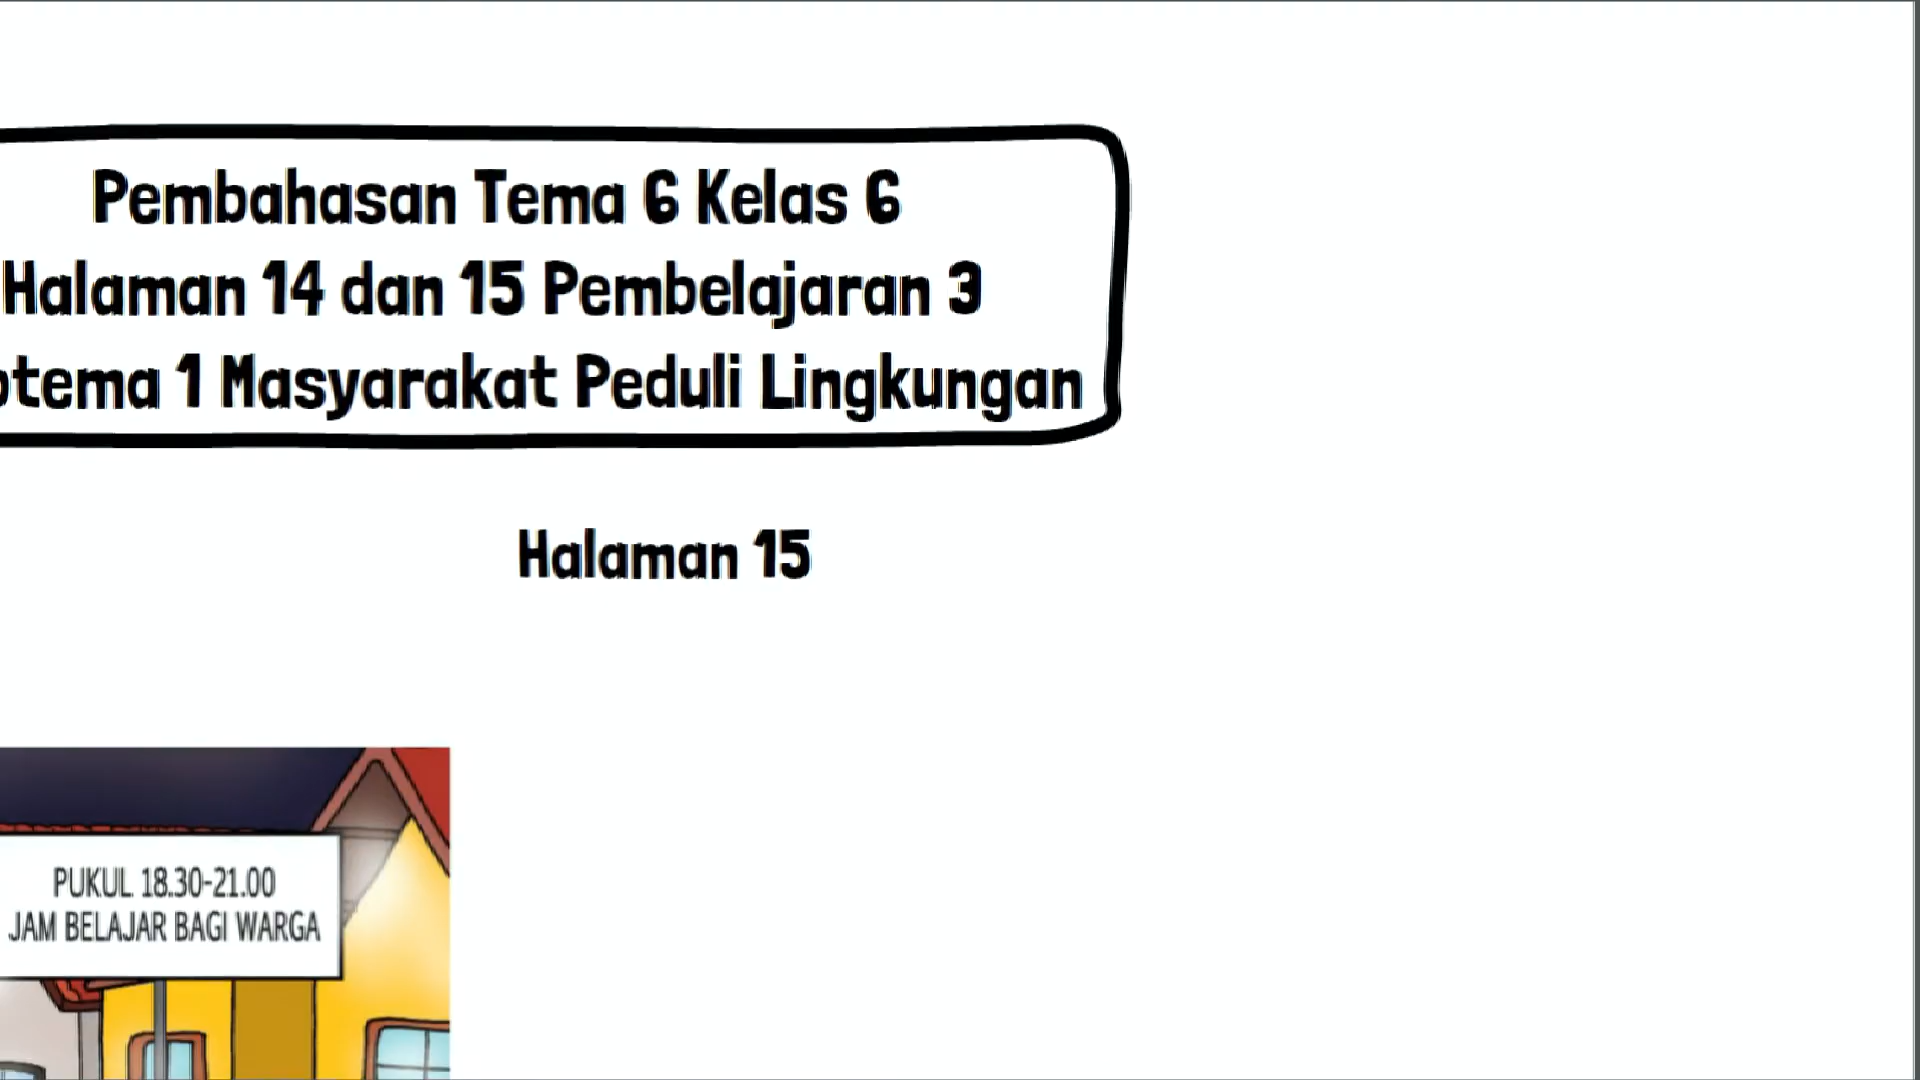 Pembahasan Tema 6 Kelas 6
Halaman 14 dan 15 Pembelajaran 3
tema 1 Masyarakat Peduli Lingkungan
Halaman 15
PUKUL 18.30-21.00
JAM BELAJAR BAGI WARGA